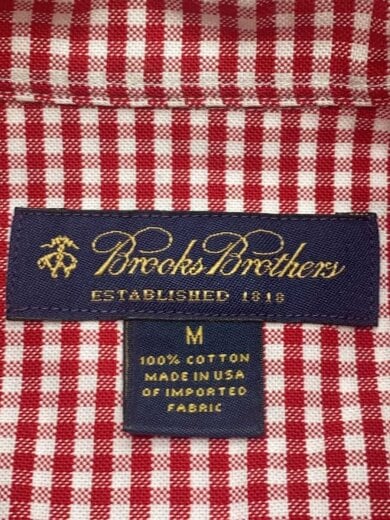 Brooks Brothers
ESTABLISHED 1818
M
100% COTTON
MADE IN USA
OF IMPORTED
FABRIC